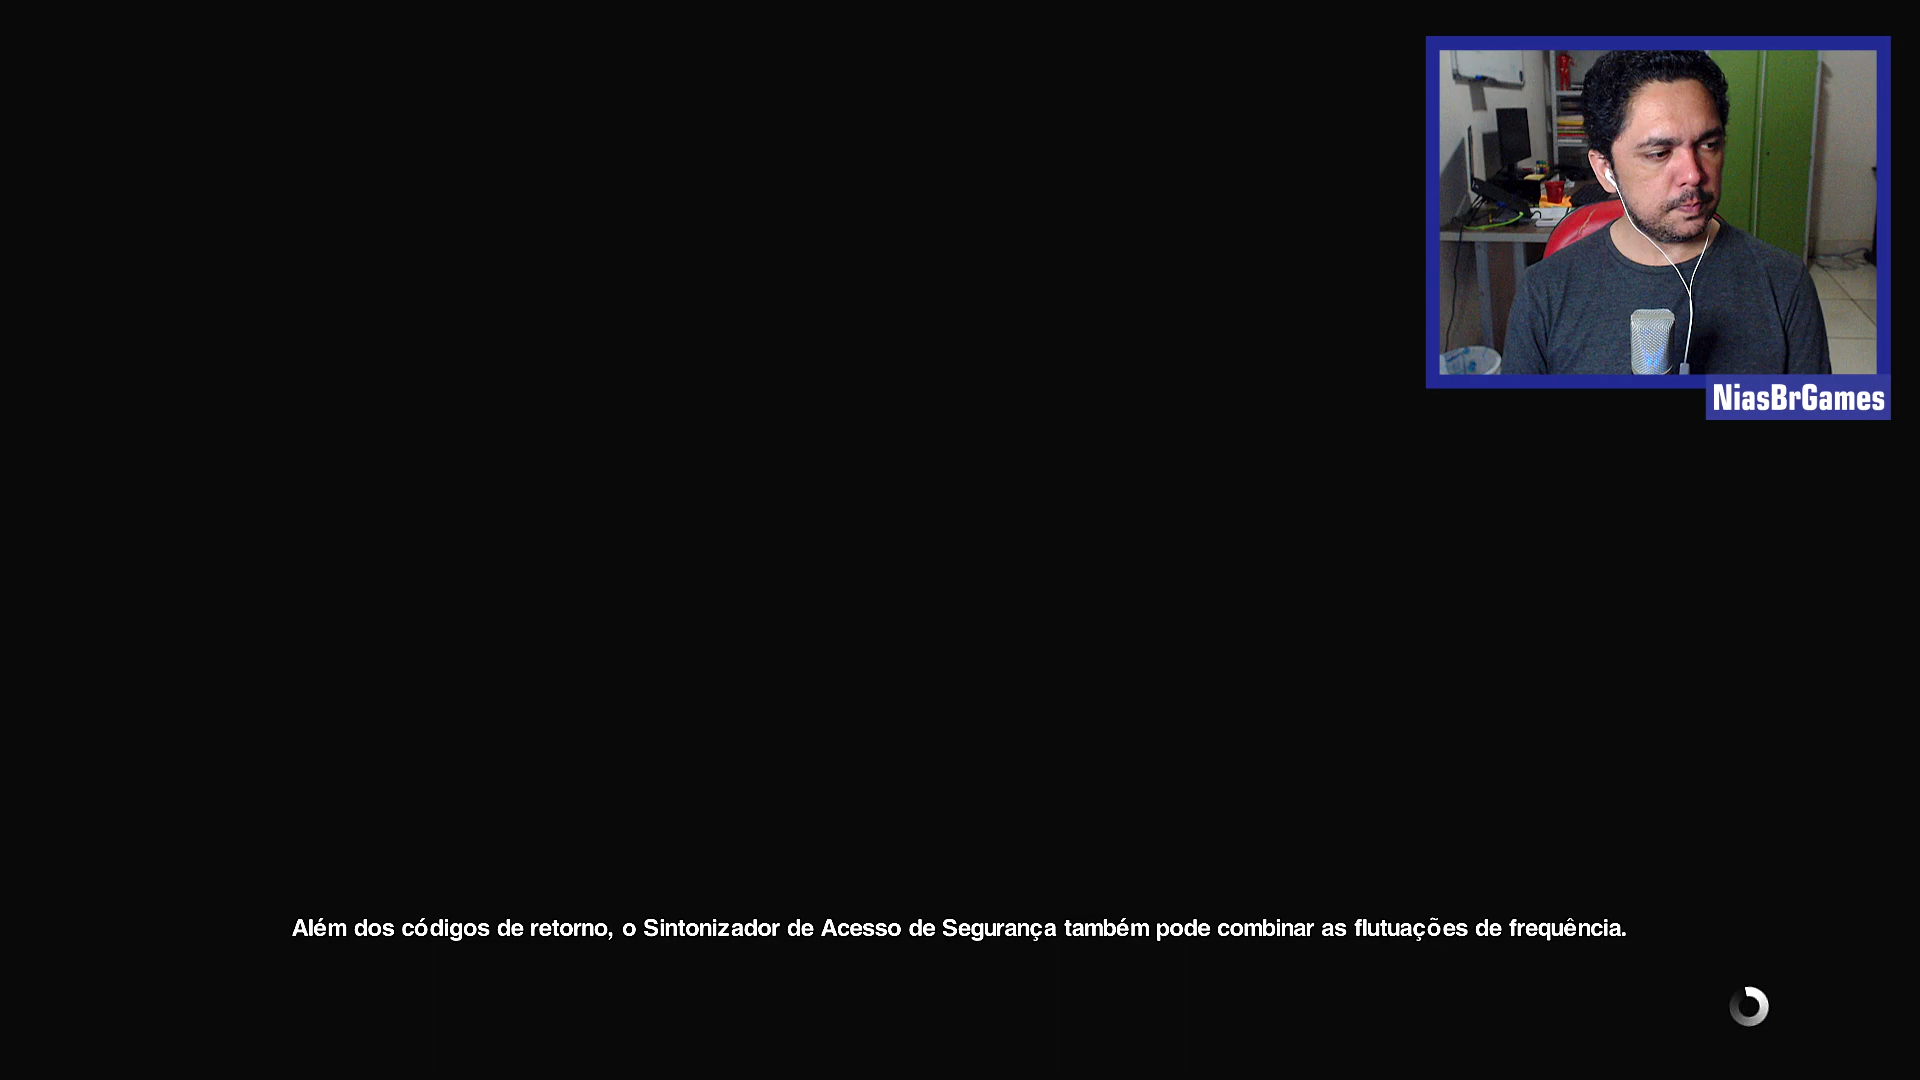 NiasBrGames
Além dos códigos de retorno, o Sintonizador de Acesso de Segurança também pode combinar as flutuações de frequência.